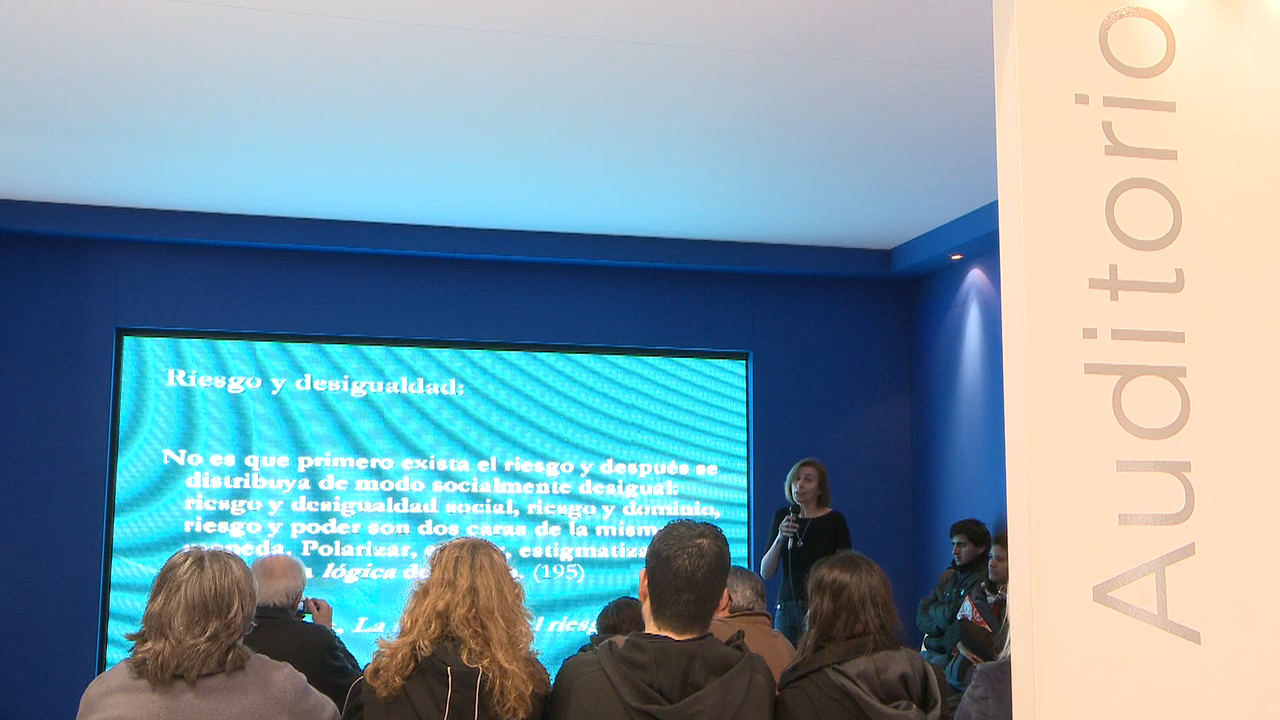 Riesgo y desigualdad:
No es que primero exista el riesgo y después se
distribuya de modo socialmente desigual:
riesgo y desigualdad social, riesgo y dominio,
riesgo y poder son dos caras de la misma
Polarizar, estigmatiza
lógica (195)
La l ries
Auditorio